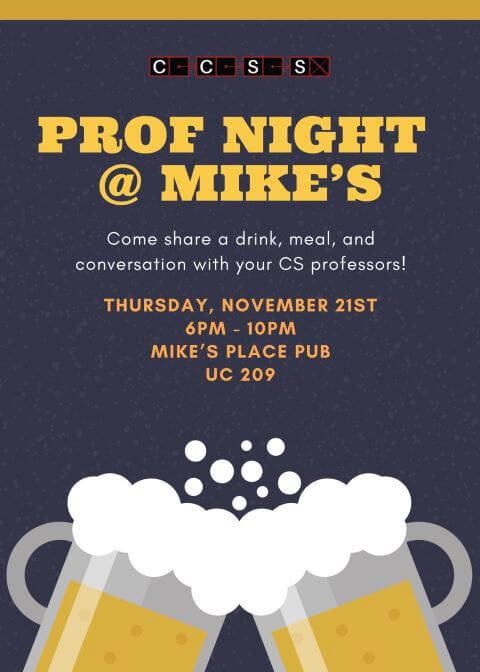 C C S S
PROF NIGHT
@ MIKE'S
Come share a drink, meal, and
conversation with your CS professors!
THURSDAY, NOVEMBER 21ST
6PM - 10PM
MIKE'S PLACE PUB
UC 209